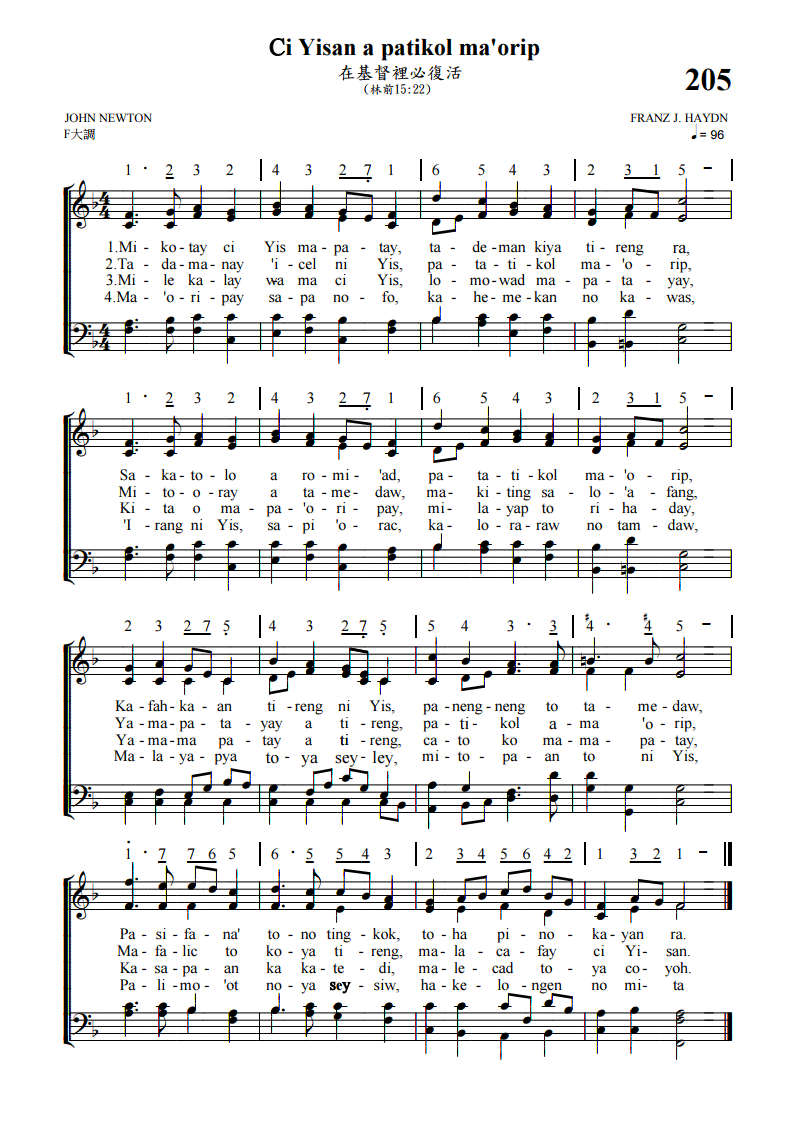 Ci Yisan a patikol ma'orip
在基督裡必復活
(林前15:22)
205
JOHN NEWTON
FRANZ J. HAYDN
F大調
= 96
1 · 2 3 2 | 4 3 2 7 1 | 6 5 4 3 | 2 3 1 5 – |
1.Mi - ko - tay ci Yis ma - pa - tay, ta - de - man kiya ti - reng ra,
2.Ta - da - ma - nay 'i - cel ni Yis, pa - ta - ti - kol ma - 'o - rip,
3.Mi - le ka - lay wa ma ci Yis, lo - mo - wad ma - pa - ta - yay,
4.Ma - 'o - ri - pay sa - pa no - fo, ka - he - me - kan no ka - was,
1 · 2 3 2 | 4 3 2 7 1 | 6 5 4 3 | 2 3 1 5 – |
Sa - ka - to - lo a ro - mi - 'ad, pa - ta - ti - kol ma - 'o - rip,
Mi - to - o - ray a ta - me - daw, ma - ki - ting sa - lo - 'a - fang,
Ki - ta o ma - pa - 'o - ri - pay, mi - la - yap to ri - ha - day,
'I - rang ni Yis, sa - pi 'o - rac, ka - lo - ra - raw no tam - daw,
2 3 2 7 5 | 4 3 2 7 5 | 5 4 3 · 3 | #4 · #4 5 – |
Ka - fah - ka - an ti - reng ni Yis, pa - neng - neng to ta - me - daw,
Ya - ma - pa - ta - yay a ti - reng, pa - ti - kol a - ma 'o - rip,
Ya - ma - ma pa - tay a ti - reng, ca - to ko ma - ma - pa - tay,
Ma - la - ya - pya to - ya sey - ley, mi - to - pa - an to ni Yis,
1 · 7 7 6 5 | 6 · 5 5 4 3 | 2 3 4 5 6 4 2 | 1 3 2 1 – ||
Pa - si - fa - na' to - no ting - kok, to - ha pi - no - ka - yan ra.
Ma - fa - lic to ko - ya ti - reng, ma - la - ca - fay ci Yi - san.
Ka - sa - pa - an ka ka - te - di, ma - le - cad to - ya co - yoh.
Pa - li - mo - 'ot no - ya sey - siw, ha - ke - lo - ngen no mi - ta